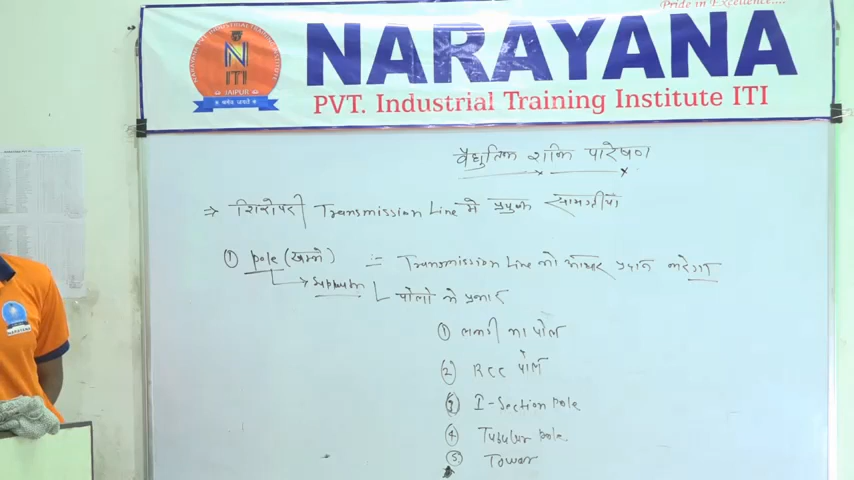 Pride in Excellence....
NARAYANA
N
ITI
JAIPUR
PVT. Industrial Training Institute ITI
वैधुतिक शक्ति पारेषण
⇒ शिरोपरी Transmission Line मे प्रयुक्त सामग्रीयाँ
① Pole (खम्भे) := Transmission Line को आधार प्रदान करेगा
→ Support
पोलो के प्रकार
① लकड़ी का पोल
② RCC पोल
③ I-Section Pole
④ Tubular pole
⑤ Tower